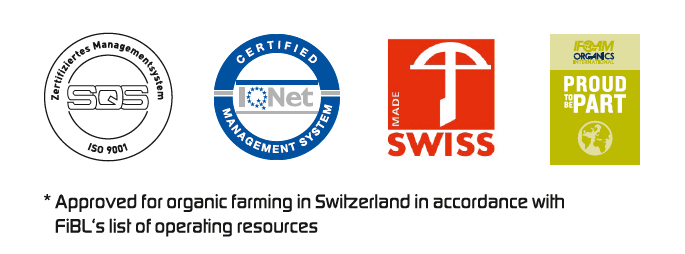 Zertifiziertes Managementsystem
SQS
ISO 9001
CERTIFIED
IQNet
MANAGEMENT SYSTEM
MADE
SWISS
IFOAM
ORGANICS
INTERNATIONAL
PROUD
TO BE PART
* Approved for organic farming in Switzerland in accordance with
FiBL‘s list of operating resources